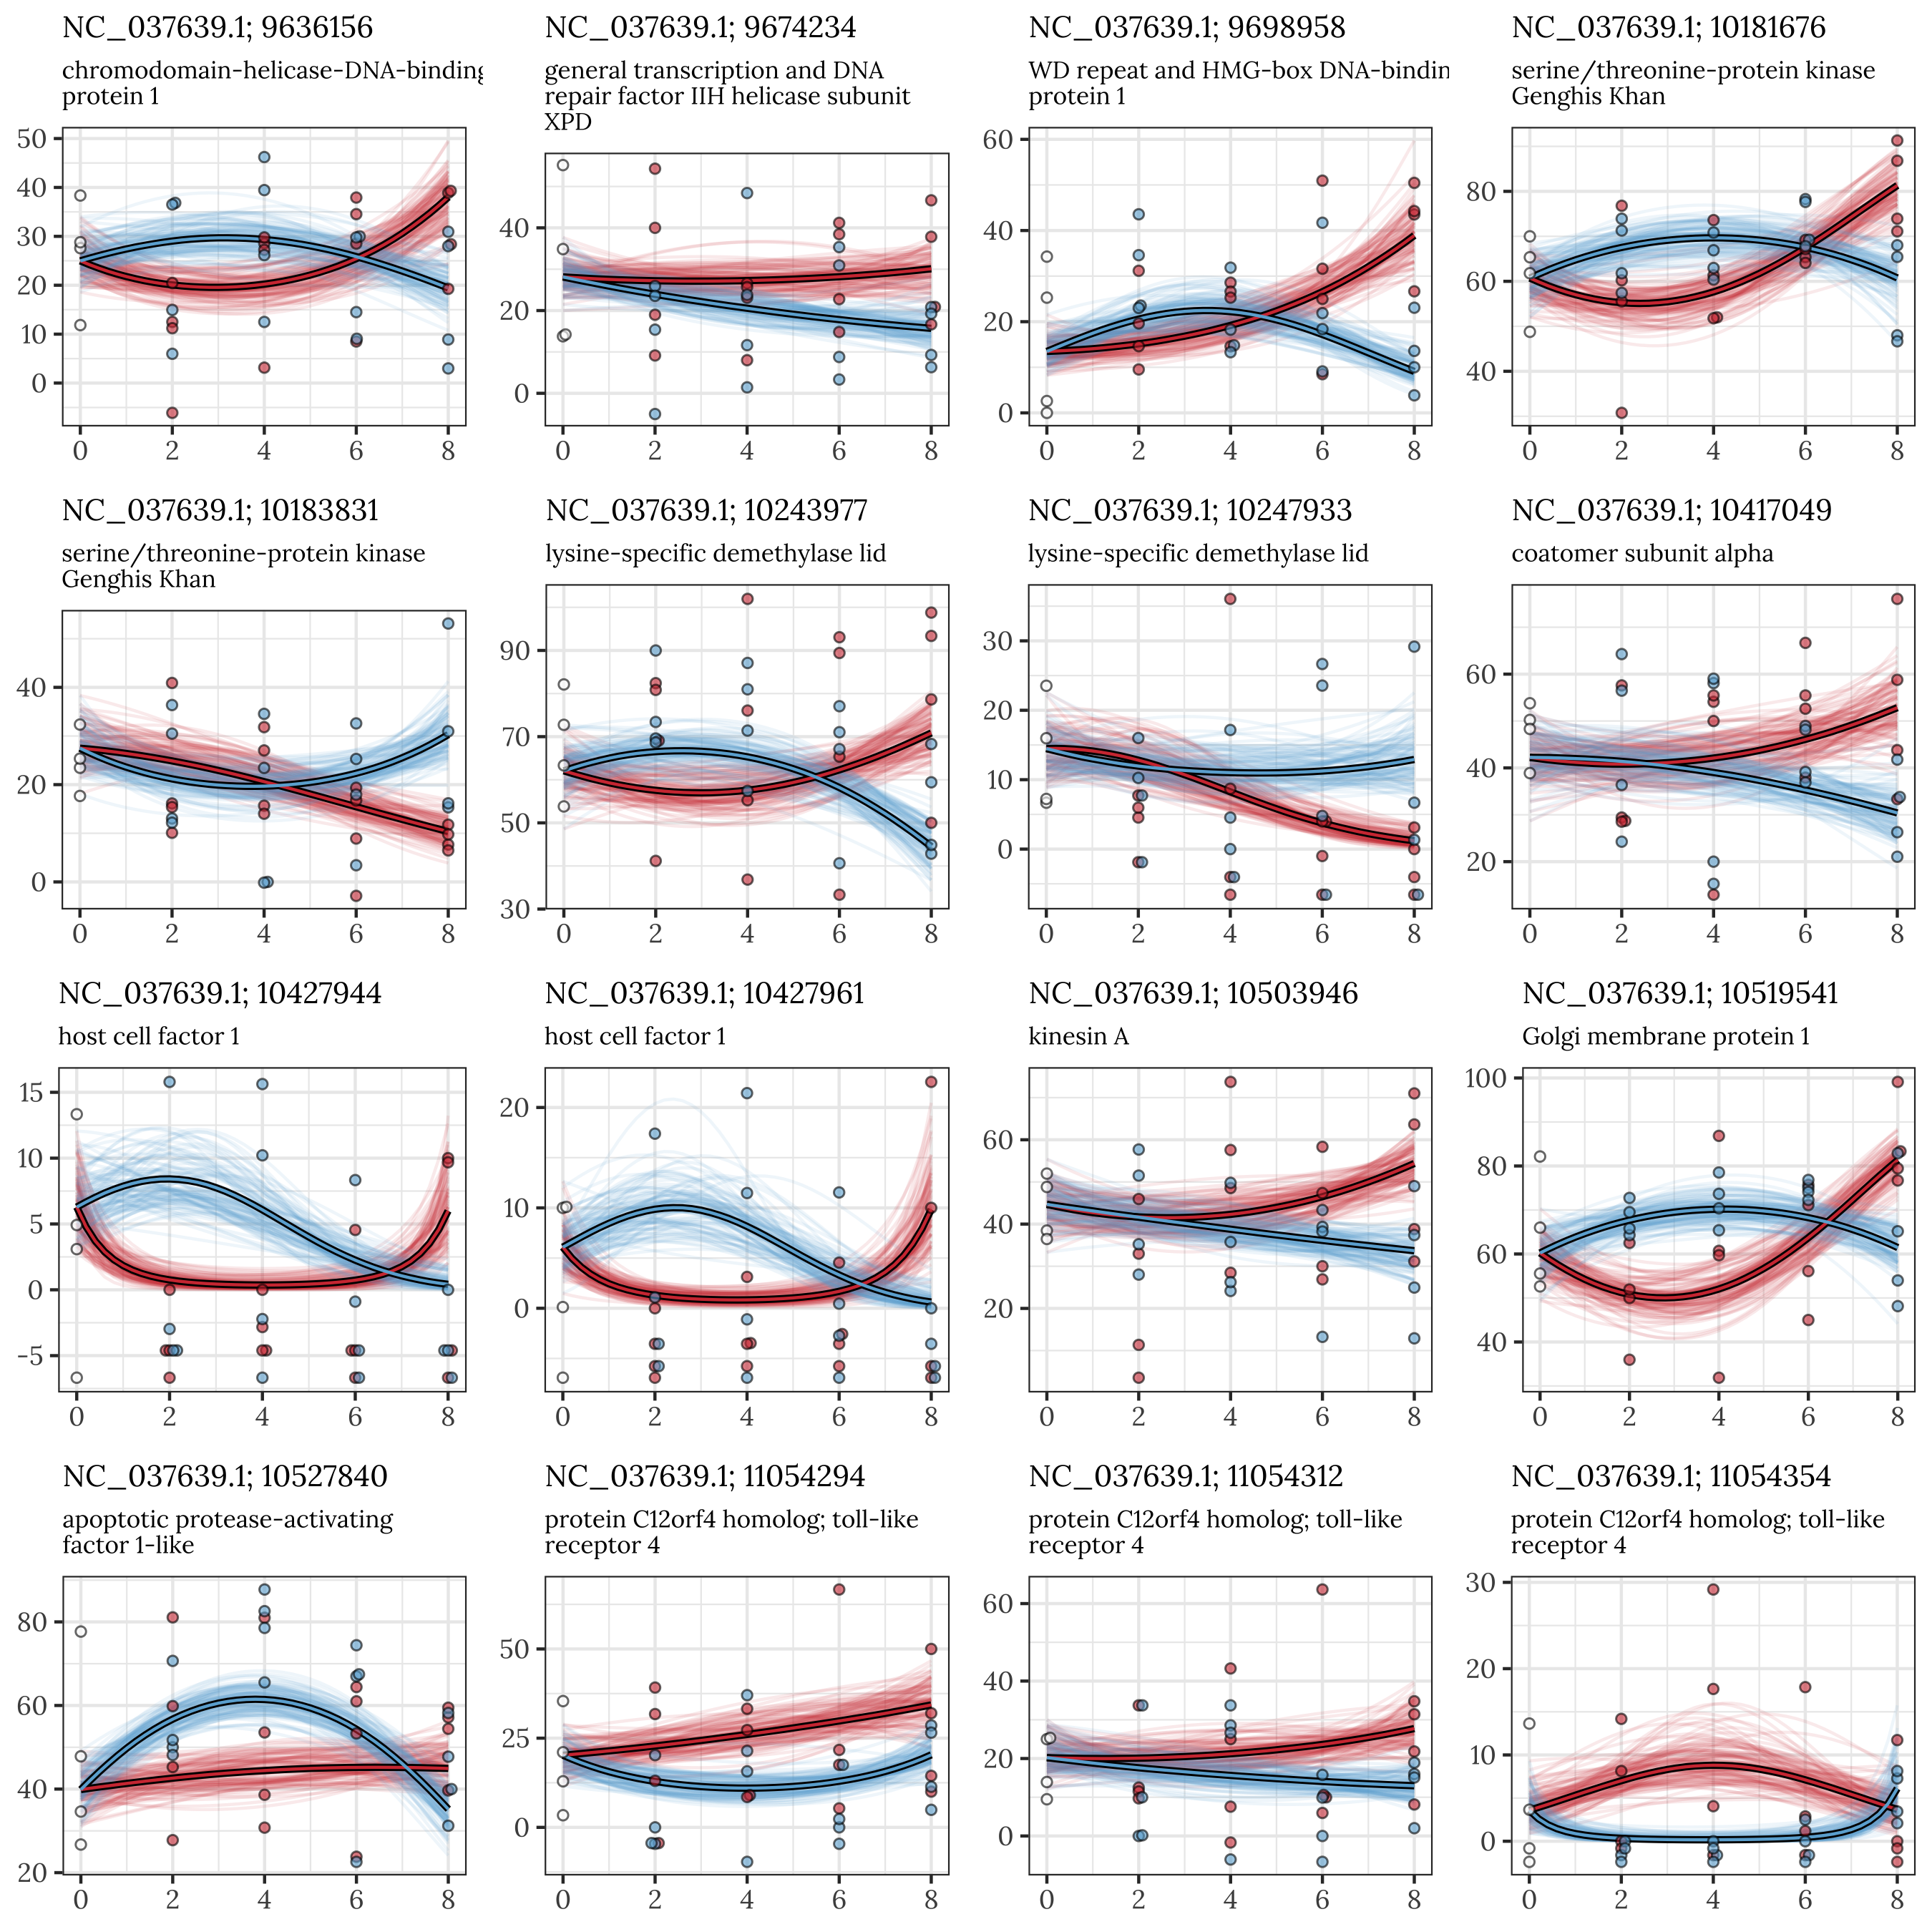 NC_037639.1; 9636156
chromodomain-helicase-DNA-binding
protein 1
50
40
30
20
10
0
0 2 4 6 8
NC_037639.1; 9674234
general transcription and DNA
repair factor IIH helicase subunit
XPD
40
20
0
0 2 4 6 8
NC_037639.1; 9698958
WD repeat and HMG-box DNA-bindin
protein 1
60
40
20
0
0 2 4 6 8
NC_037639.1; 10181676
serine/threonine-protein kinase
Genghis Khan
80
60
40
0 2 4 6 8
NC_037639.1; 10183831
serine/threonine-protein kinase
Genghis Khan
40
20
0
0 2 4 6 8
NC_037639.1; 10243977
lysine-specific demethylase lid
90
70
50
30
0 2 4 6 8
NC_037639.1; 10247933
lysine-specific demethylase lid
30
20
10
0
0 2 4 6 8
NC_037639.1; 10417049
coatomer subunit alpha
60
40
20
0 2 4 6 8
NC_037639.1; 10427944
host cell factor 1
15
10
5
0
-5
0 2 4 6 8
NC_037639.1; 10427961
host cell factor 1
20
10
0
0 2 4 6 8
NC_037639.1; 10503946
kinesin A
60
40
20
0 2 4 6 8
NC_037639.1; 10519541
Golgi membrane protein 1
100
80
60
40
0 2 4 6 8
NC_037639.1; 10527840
apoptotic protease-activating
factor 1-like
80
60
40
20
0 2 4 6 8
NC_037639.1; 11054294
protein C12orf4 homolog; toll-like
receptor 4
50
25
0
0 2 4 6 8
NC_037639.1; 11054312
protein C12orf4 homolog; toll-like
receptor 4
60
40
20
0
0 2 4 6 8
NC_037639.1; 11054354
protein C12orf4 homolog; toll-like
receptor 4
30
20
10
0
0 2 4 6 8